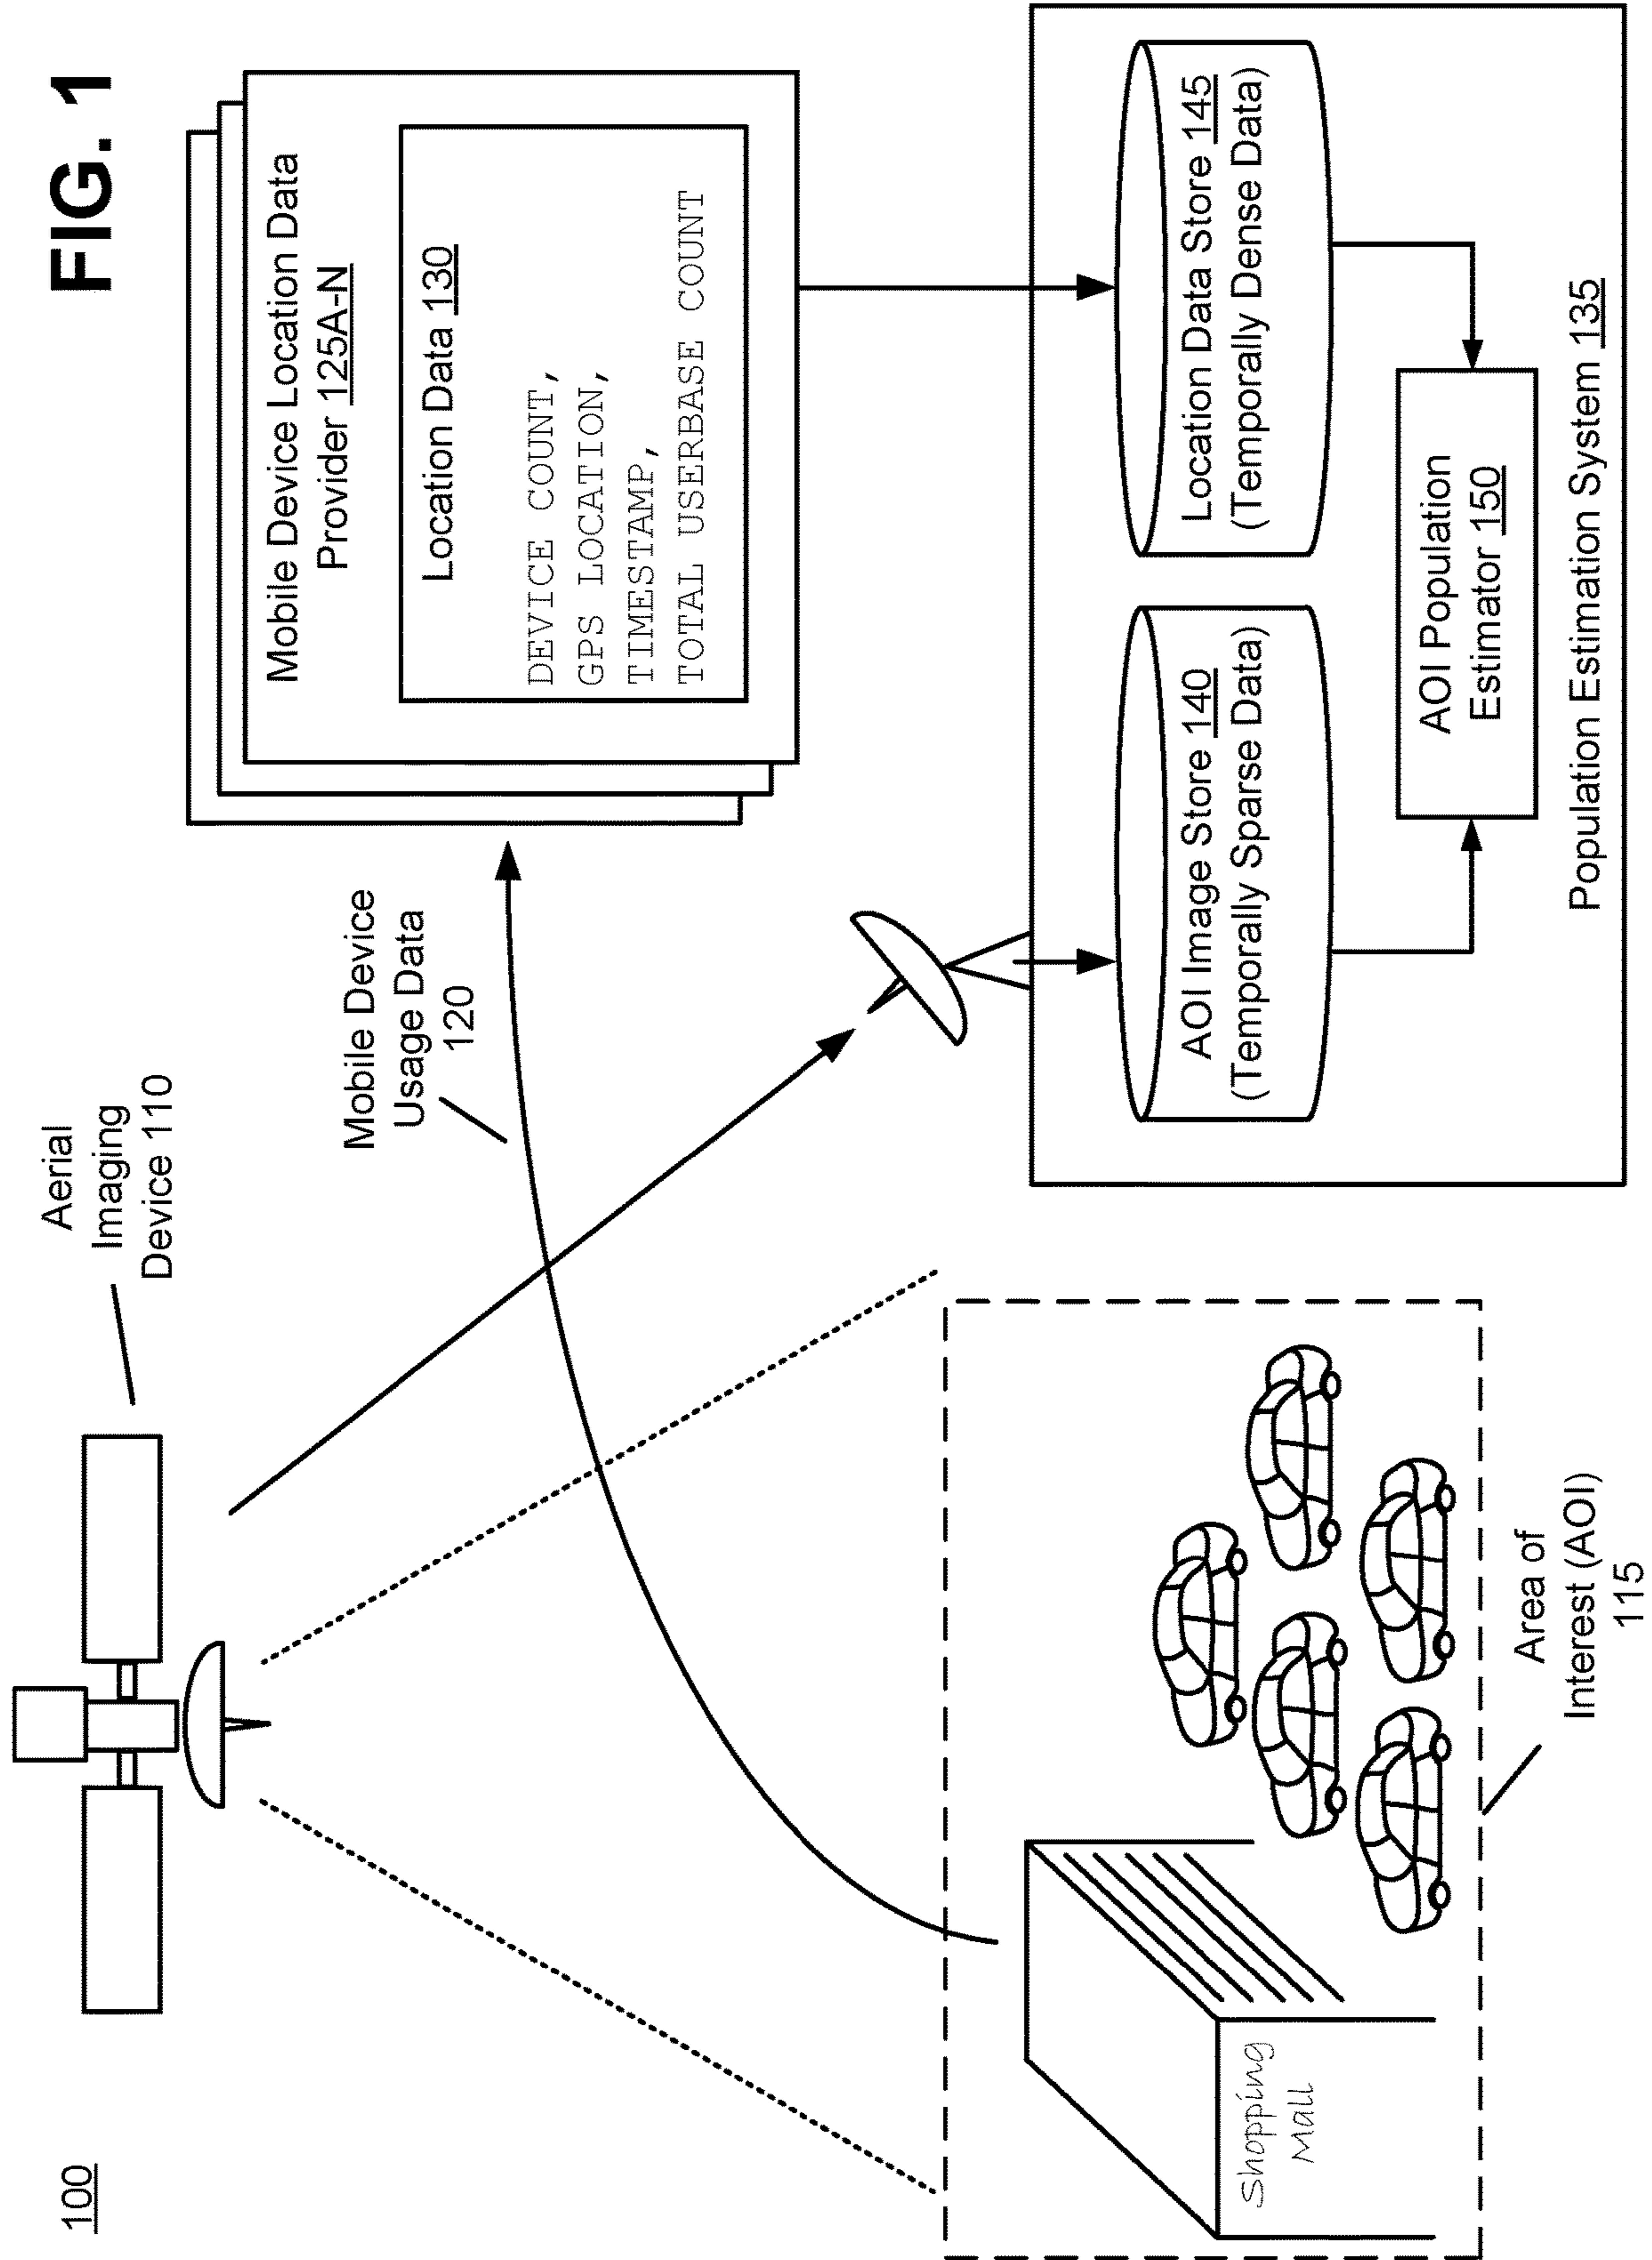 FIG. 1
100
Aerial
Imaging
Device 110
Mobile Device
Usage Data
120
Mobile Device Location Data
Provider 125A-N
Location Data 130
DEVICE COUNT,
GPS LOCATION,
TIMESTAMP,
TOTAL USERBASE COUNT
Shopping
Mall
Area of
Interest (AOI)
115
AOI Image Store 140
(Temporally Sparse Data)
Location Data Store 145
(Temporally Dense Data)
AOI Population
Estimator 150
Population Estimation System 135